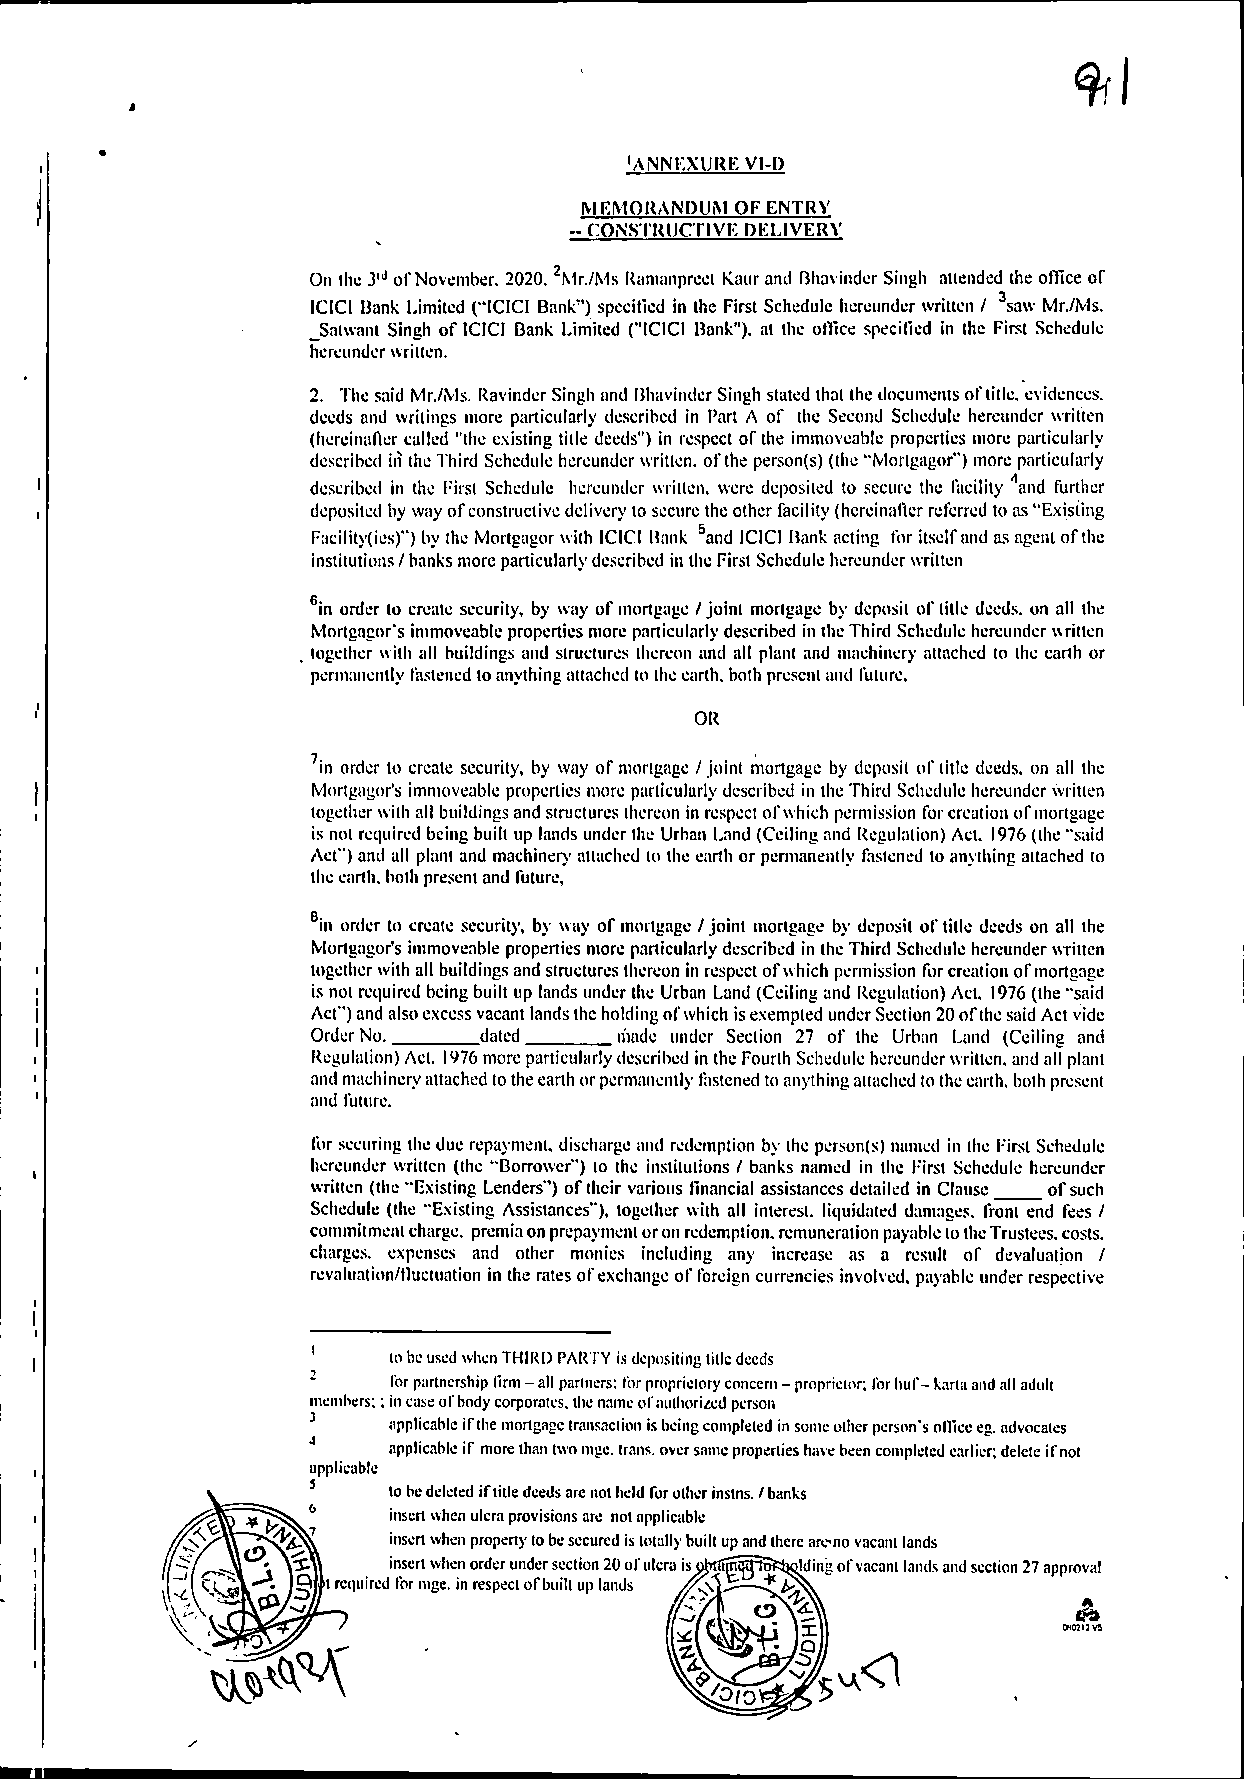 ¹ANNEXURE VI-D
MEMORANDUM OF ENTRY
-- CONSTRUCTIVE DELIVERY
On the 3rd of November, 2020, ²Mr./Ms Ramanpreet Kaur and Bhavinder Singh attended the office of
ICICI Bank Limited ("ICICI Bank") specified in the First Schedule hereunder written / ³saw Mr./Ms.
_Satwant Singh of ICICI Bank Limited ("ICICI Bank"), at the office specified in the First Schedule
hereunder written.
2. The said Mr./Ms. Ravinder Singh and Bhavinder Singh stated that the documents of title, evidences,
deeds and writings more particularly described in Part A of the Second Schedule hereunder written
(hereinafter called "the existing title deeds") in respect of the immoveable properties more particularly
described in the Third Schedule hereunder written, of the person(s) (the "Mortgagor") more particularly
described in the First Schedule hereunder written, were deposited to secure the facility ⁴and further
deposited by way of constructive delivery to secure the other facility (hereinafter referred to as "Existing
Facility(ies)") by the Mortgagor with ICICI Bank ⁵and ICICI Bank acting for itself and as agent of the
institutions / banks more particularly described in the First Schedule hereunder written
⁶in order to create security, by way of mortgage / joint mortgage by deposit of title deeds, on all the
Mortgagor's immoveable properties more particularly described in the Third Schedule hereunder written
together with all buildings and structures thereon and all plant and machinery attached to the earth or
permanently fastened to anything attached to the earth, both present and future,
OR
⁷in order to create security, by way of mortgage / joint mortgage by deposit of title deeds, on all the
Mortgagor's immoveable properties more particularly described in the Third Schedule hereunder written
together with all buildings and structures thereon in respect of which permission for creation of mortgage
is not required being built up lands under the Urban Land (Ceiling and Regulation) Act, 1976 (the "said
Act") and all plant and machinery attached to the earth or permanently fastened to anything attached to
the earth, both present and future,
⁸in order to create security, by way of mortgage / joint mortgage by deposit of title deeds on all the
Mortgagor's immoveable properties more particularly described in the Third Schedule hereunder written
together with all buildings and structures thereon in respect of which permission for creation of mortgage
is not required being built up lands under the Urban Land (Ceiling and Regulation) Act, 1976 (the "said
Act") and also excess vacant lands the holding of which is exempted under Section 20 of the said Act vide
Order No. ________dated ________ made under Section 27 of the Urban Land (Ceiling and
Regulation) Act, 1976 more particularly described in the Fourth Schedule hereunder written, and all plant
and machinery attached to the earth or permanently fastened to anything attached to the earth, both present
and future.
for securing the due repayment, discharge and redemption by the person(s) named in the First Schedule
hereunder written (the "Borrower") to the institutions / banks named in the First Schedule hereunder
written (the "Existing Lenders") of their various financial assistances detailed in Clause ____ of such
Schedule (the "Existing Assistances"), together with all interest, liquidated damages, front end fees /
commitment charge, premia on prepayment or on redemption, remuneration payable to the Trustees, costs,
charges, expenses and other monies including any increase as a result of devaluation /
revaluation/fluctuation in the rates of exchange of foreign currencies involved, payable under respective
1 to be used when THIRD PARTY is depositing title deeds
2 for partnership firm – all partners; for proprietory concern – proprietor; for huf – karta and all adult
members; ; in case of body corporates, the name of authorized person
3 applicable if the mortgage transaction is being completed in some other person's office eg. advocates
4 applicable if more than two mge. trans. over same properties have been completed earlier; delete if not
applicable
5 to be deleted if title deeds are not held for other instns. / banks
6 insert when ulcra provisions are not applicable
7 insert when property to be secured is totally built up and there are no vacant lands
insert when order under section 20 of ulcra is obtained for holding of vacant lands and section 27 approval
required for mge. in respect of built up lands
ICICI BANK LIMITED ★ LUDHIANA ★ B.L.G.
ICICI BANK LIMITED ★ LUDHIANA ★ B.L.G.